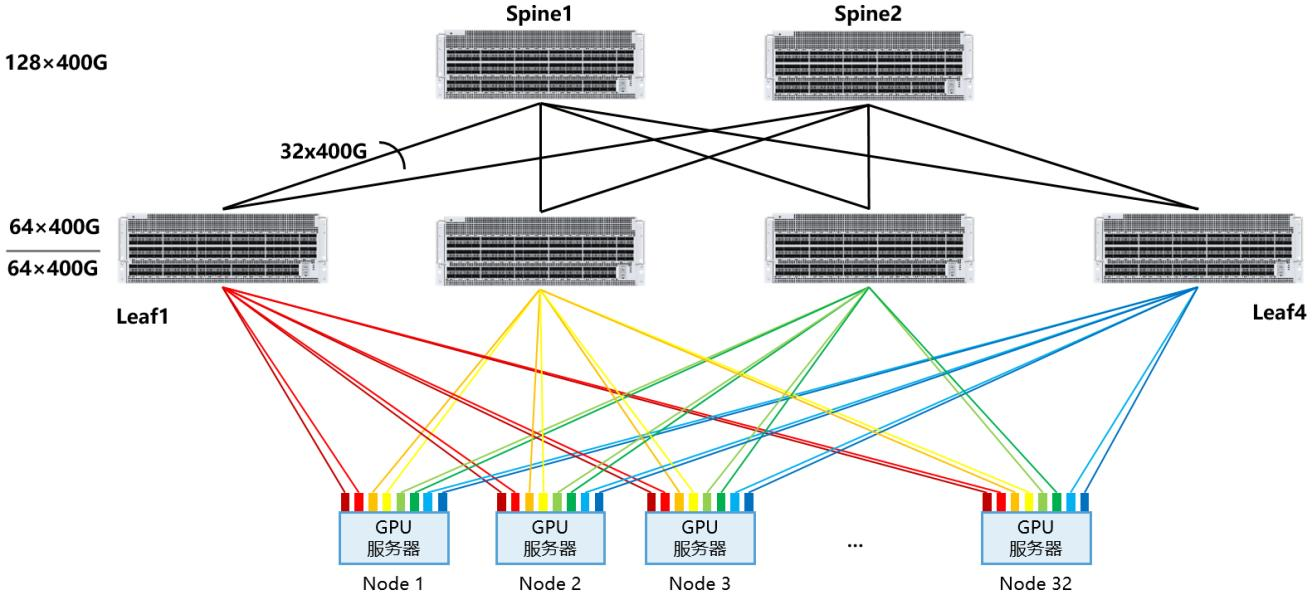 Spine1
Spine2
128×400G
32x400G
64×400G
64×400G
Leaf1
Leaf4
GPU
服务器
GPU
服务器
GPU
服务器
...
GPU
服务器
Node 1
Node 2
Node 3
Node 32